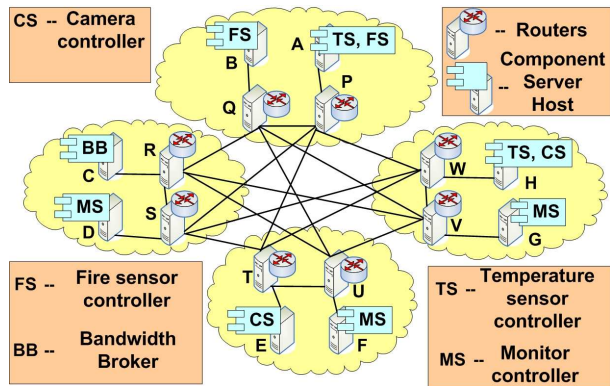 CS -- Camera
controller
FS
B
A
TS, FS
Q
P
-- Routers
Component
-- Server
Host
BB
C
R
MS
D
S
W
TS, CS
H
V
MS
G
T
U
CS
E
MS
F
FS -- Fire sensor
controller
BB -- Bandwidth
Broker
TS -- Temperature
sensor
controller
MS -- Monitor
controller